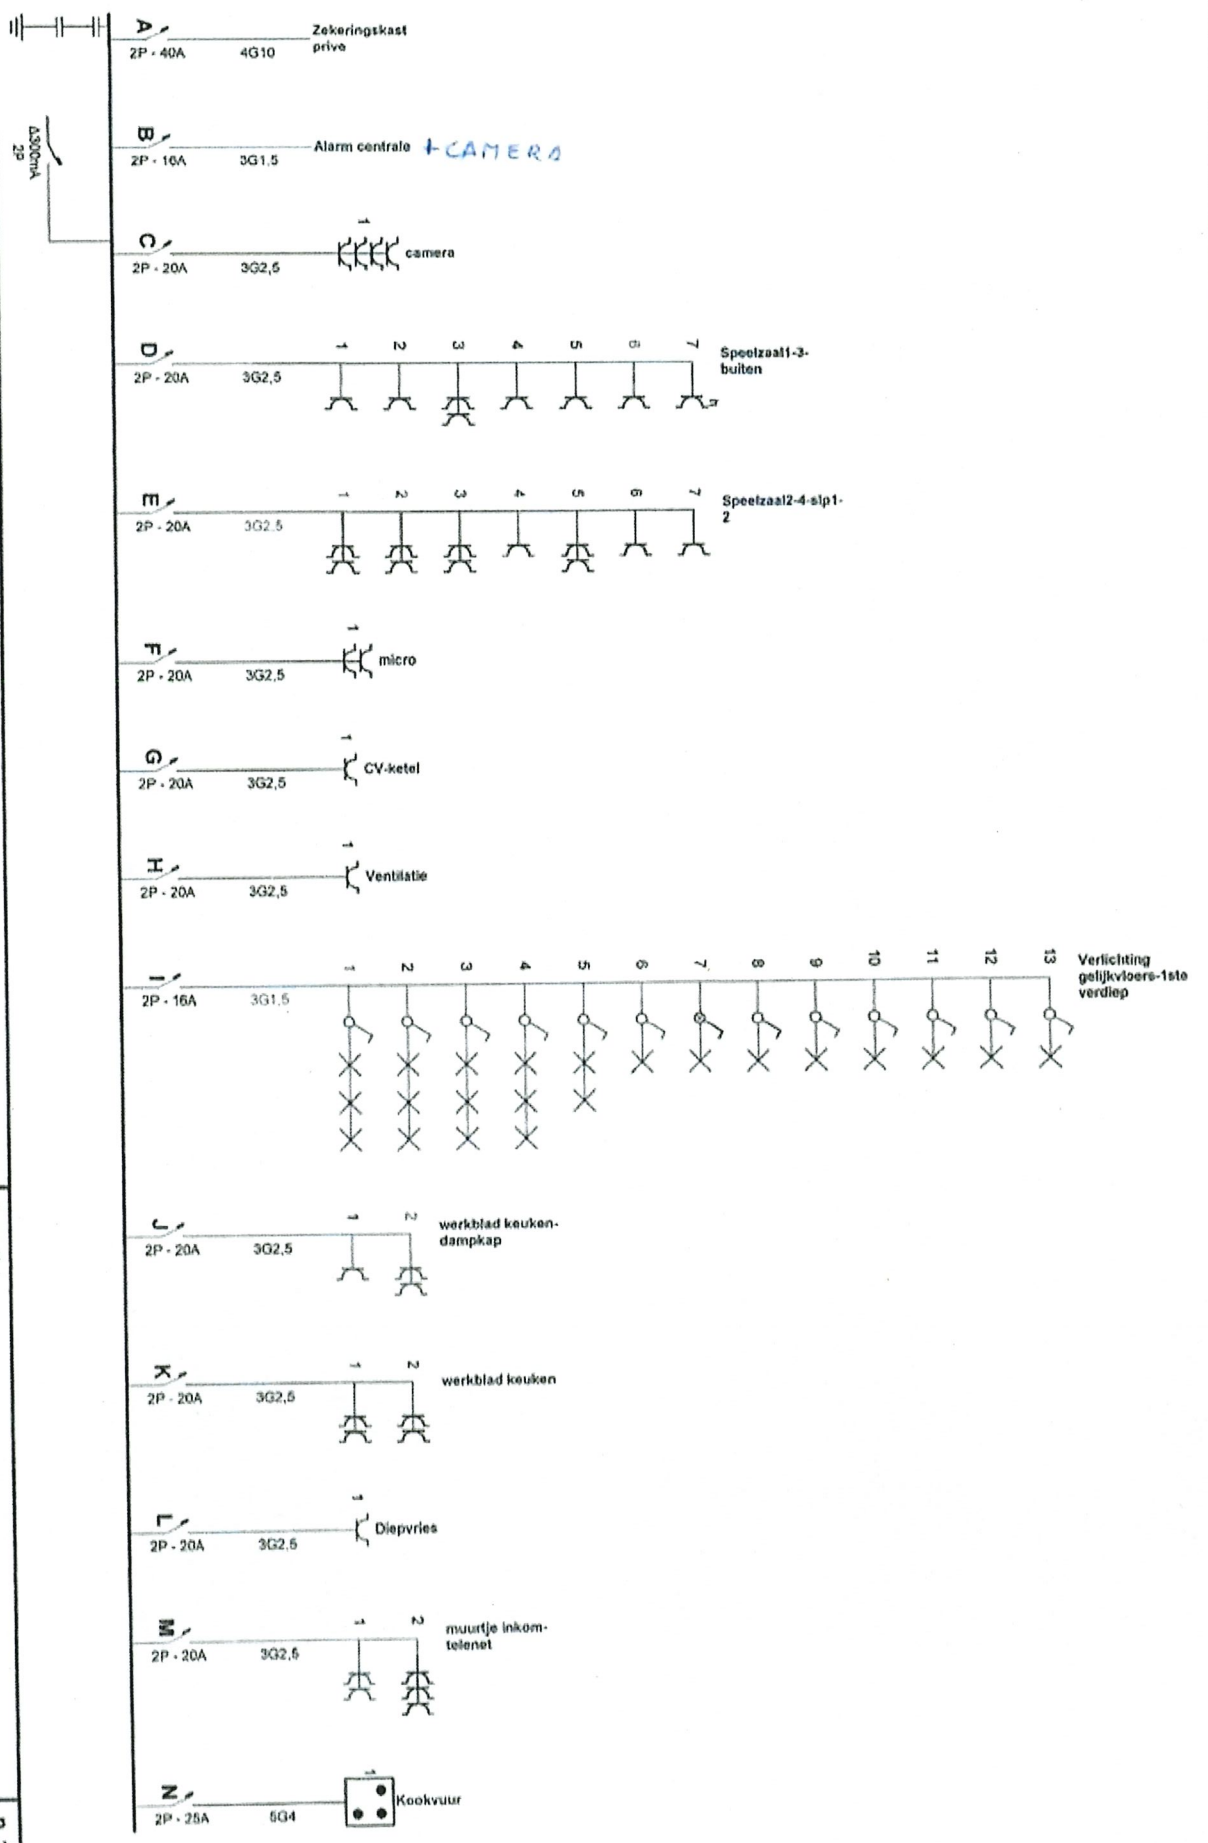 A
Zekeringskast
prive
2P - 40A 4G10
Δ300mA
2P
B
Alarm centrale + CAMERA
2P - 16A 3G1,5
1
C
camera
2P - 20A 3G2,5
1 2 3 4 5 6 7
D
Speelzaal1-3-
buiten
2P - 20A 3G2,5
1 2 3 4 5 6 7
E
Speelzaal2-4-slp1-
2
2P - 20A 3G2,5
1
F
micro
2P - 20A 3G2,5
1
G
CV-ketel
2P - 20A 3G2,5
1
H
Ventilatie
2P - 20A 3G2,5
1 2 3 4 5 6 7 8 9 10 11 12 13
I
Verlichting
gelijkvloers-1ste
verdiep
2P - 16A 3G1,5
1 2
J
werkblad keuken-
dampkap
2P - 20A 3G2,5
1 2
K
werkblad keuken
2P - 20A 3G2,5
1
L
Diepvries
2P - 20A 3G2,5
1 2
M
muurtje inkom-
telenet
2P - 20A 3G2,5
1
N
Kookvuur
2P - 25A 5G4